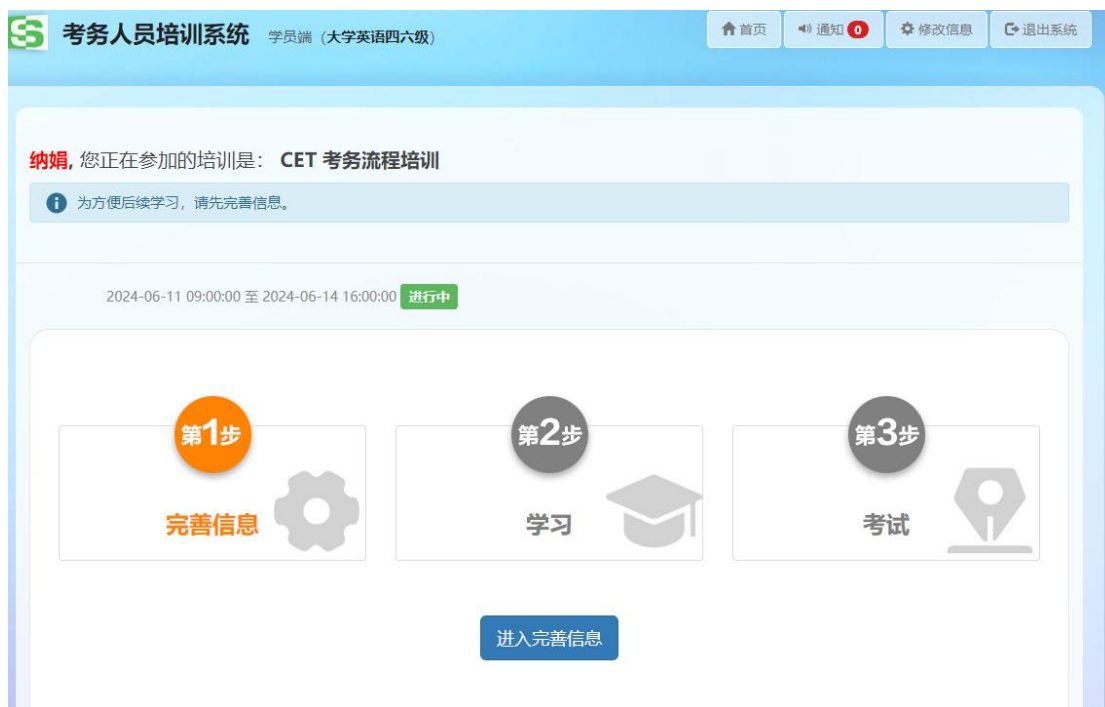 考务人员培训系统 学员端 (大学英语四六级)
首页 通知 0 修改信息 退出系统
纳娟, 您正在参加的培训是： CET 考务流程培训
为方便后续学习，请先完善信息。
2024-06-11 09:00:00 至 2024-06-14 16:00:00 进行中
第1步 第2步 第3步
完善信息 学习 考试
进入完善信息